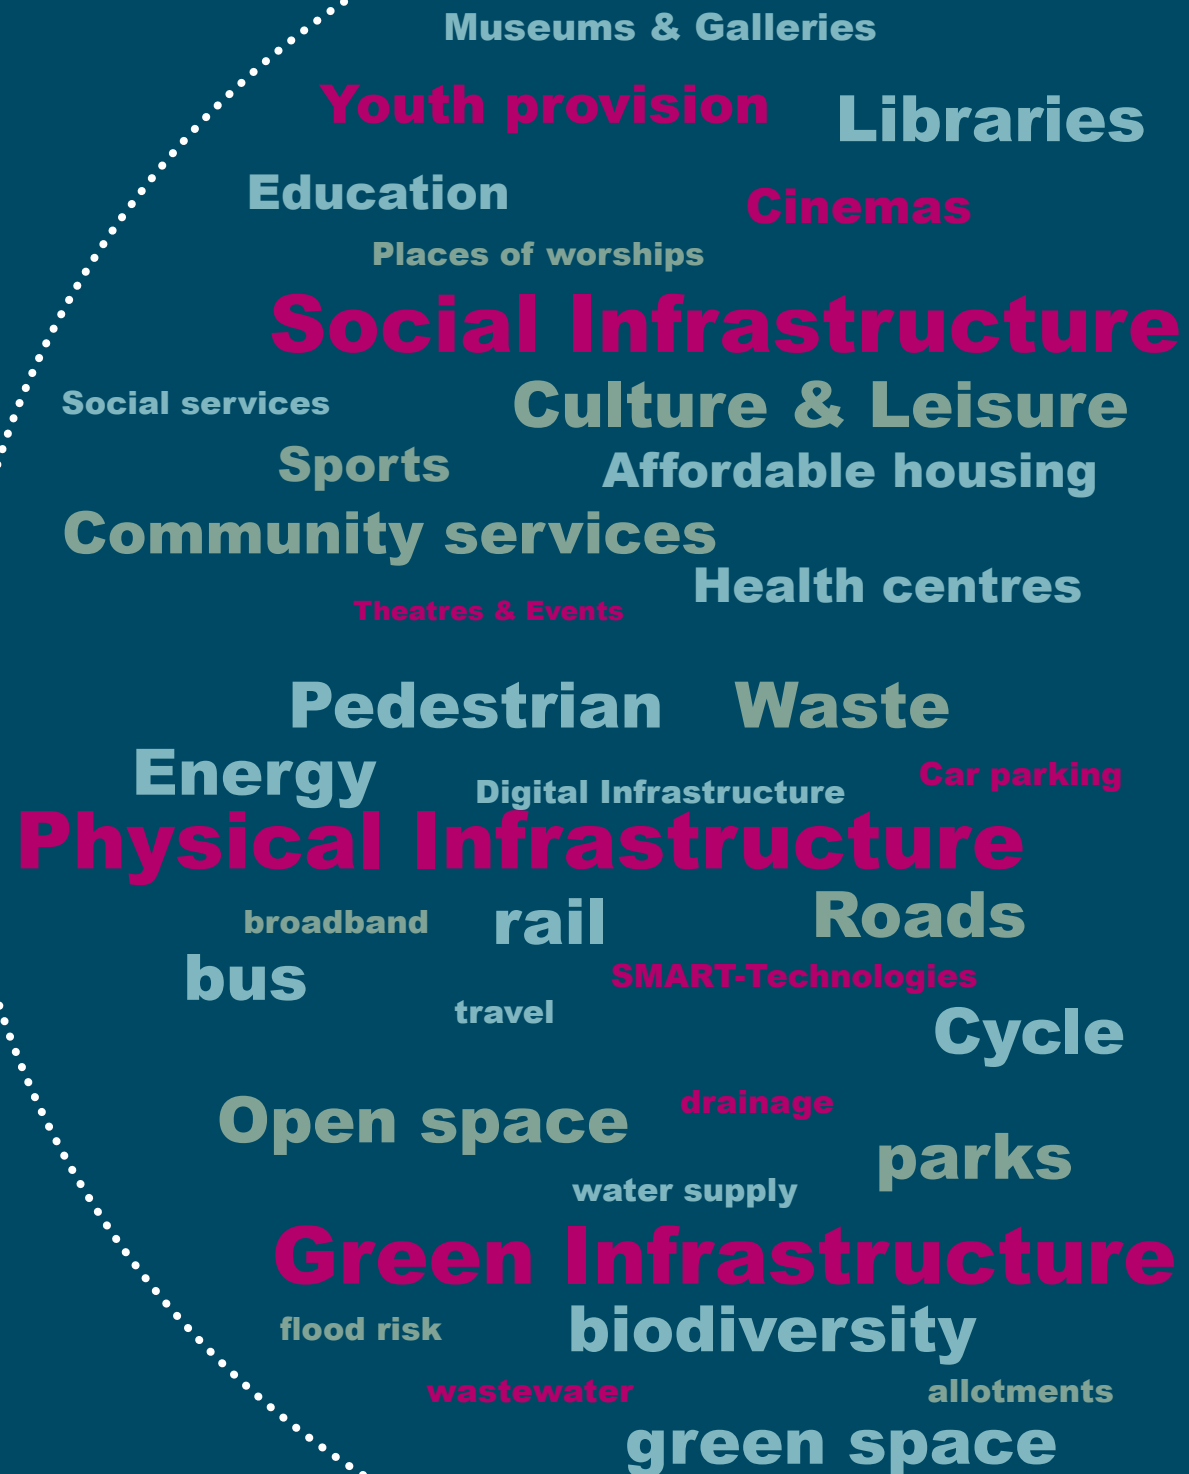 Museums & Galleries
Youth provision
Libraries
Education
Cinemas
Places of worships
Social Infrastructure
Social services
Culture & Leisure
Sports
Affordable housing
Community services
Health centres
Theatres & Events
Pedestrian
Waste
Energy
Digital Infrastructure
Car parking
Physical Infrastructure
broadband
rail
Roads
bus
SMART-Technologies
travel
Cycle
Open space
drainage
parks
water supply
Green Infrastructure
flood risk
biodiversity
wastewater
allotments
green space